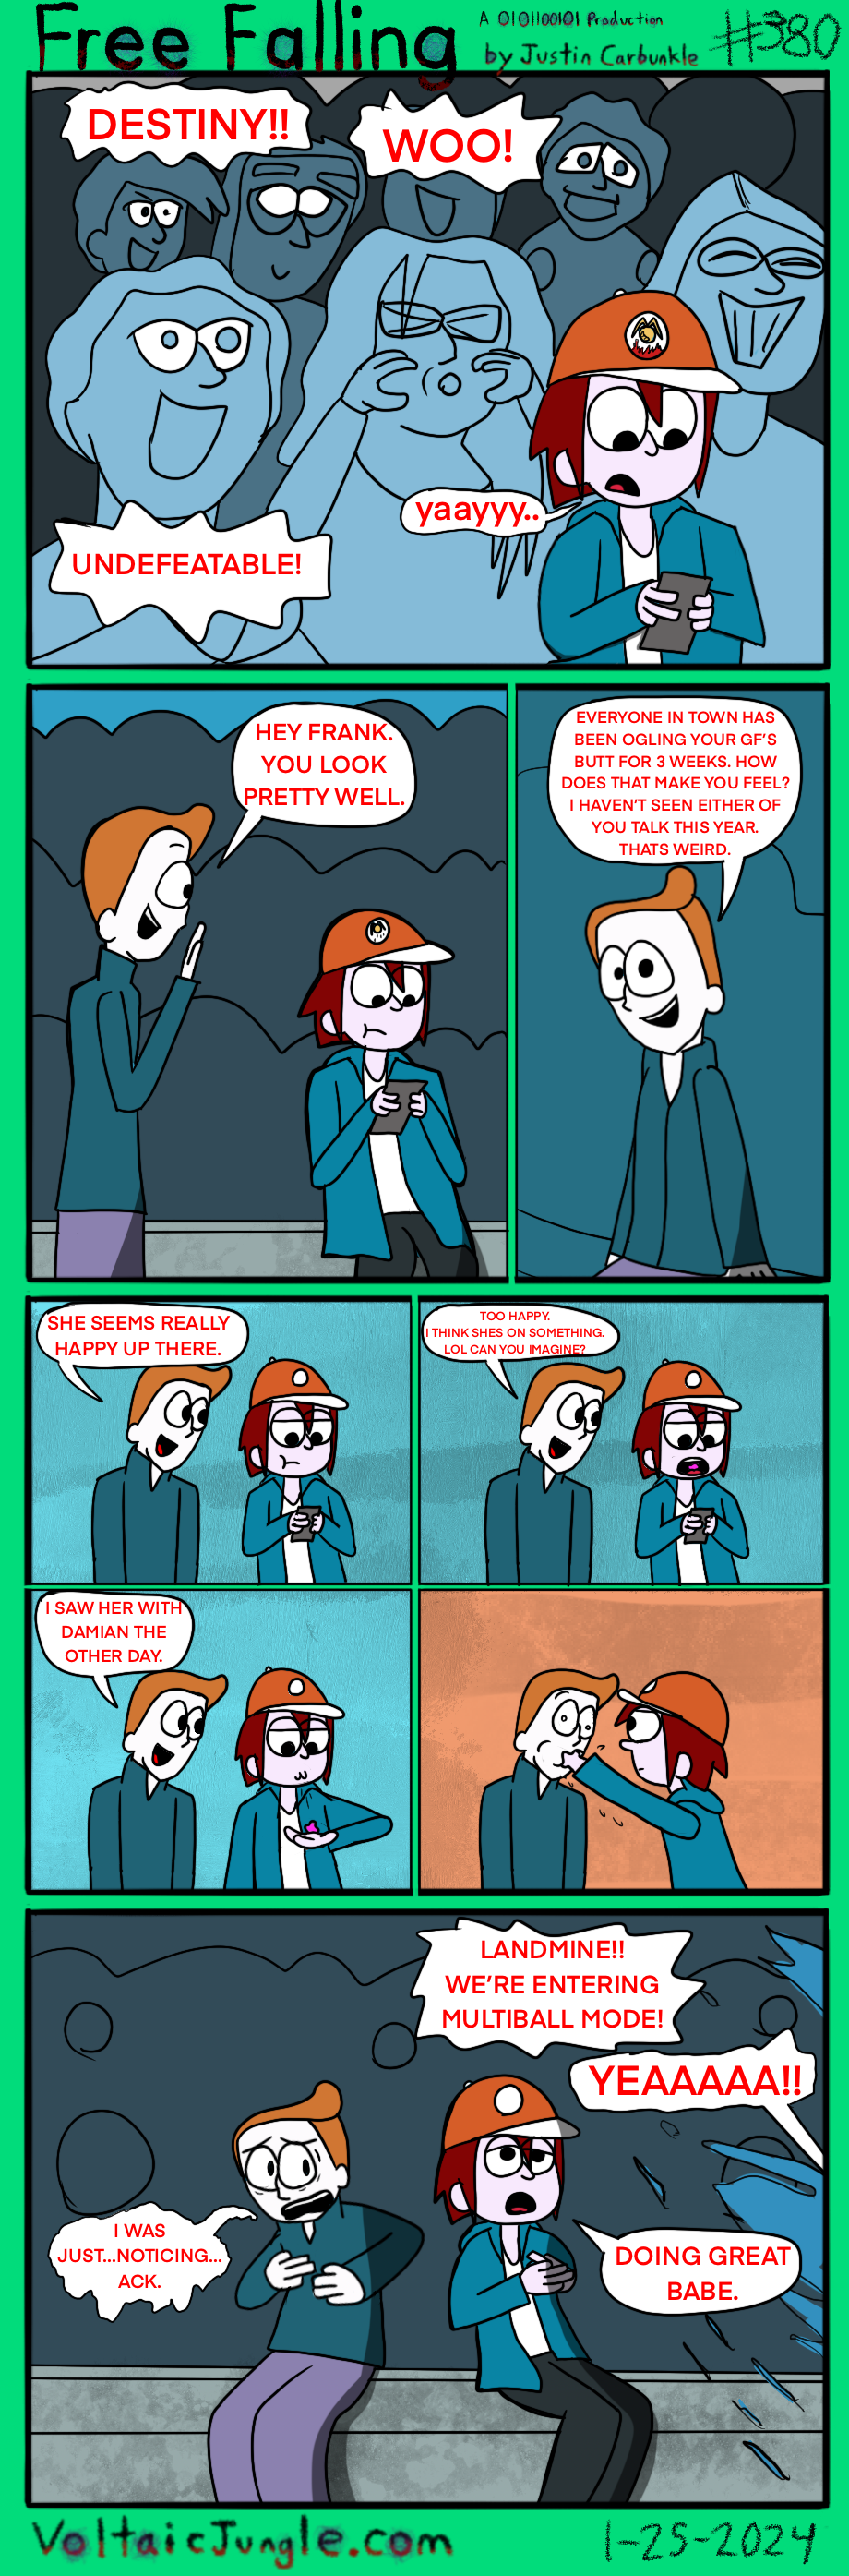 Free Falling
A 0101100101 Production
by Justin Carbunkle
#380
DESTINY!!
WOO!
yaayyy..
UNDEFEATABLE!
HEY FRANK.
YOU LOOK
PRETTY WELL.
EVERYONE IN TOWN HAS
BEEN OGLING YOUR GF'S
BUTT FOR 3 WEEKS. HOW
DOES THAT MAKE YOU FEEL?
I HAVEN'T SEEN EITHER OF
YOU TALK THIS YEAR.
THATS WEIRD.
SHE SEEMS REALLY
HAPPY UP THERE.
TOO HAPPY.
I THINK SHES ON SOMETHING.
LOL CAN YOU IMAGINE?
I SAW HER WITH
DAMIAN THE
OTHER DAY.
LANDMINE!!
WE'RE ENTERING
MULTIBALL MODE!
YEAAAAA!!
I WAS
JUST...NOTICING...
ACK.
DOING GREAT
BABE.
VoltaicJungle.com
1-25-2024